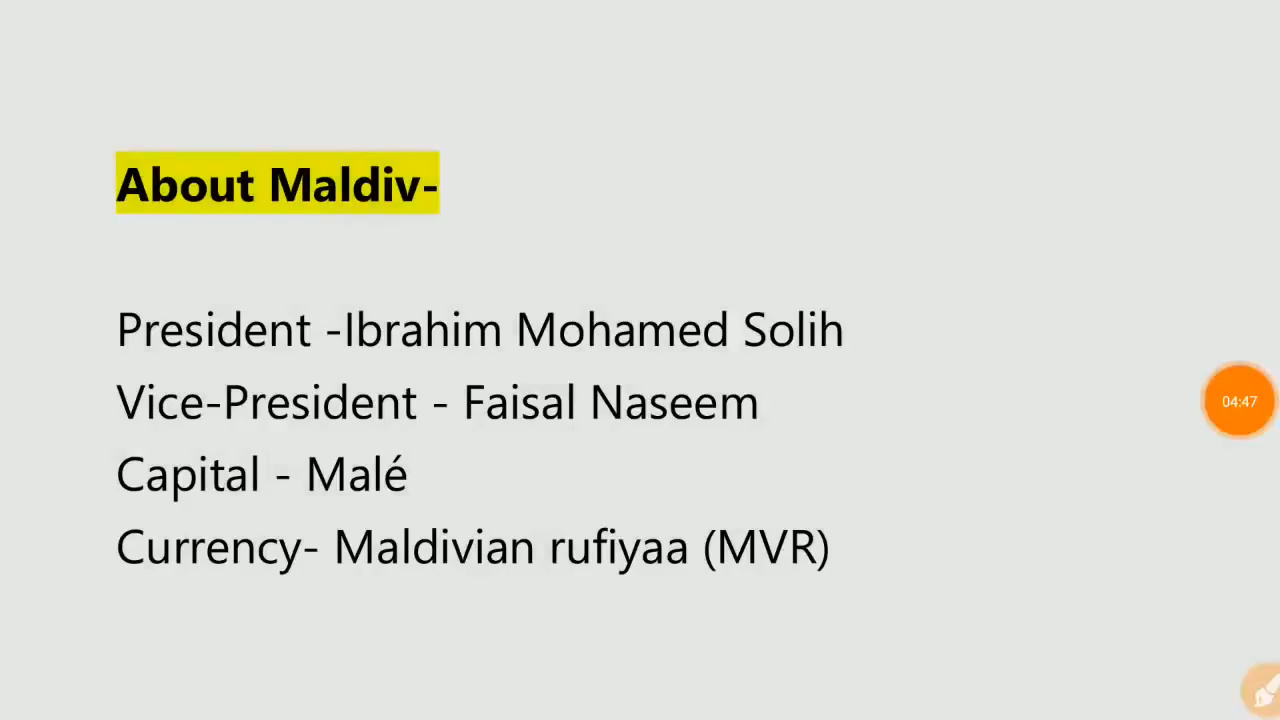 About Maldiv-
President -Ibrahim Mohamed Solih
Vice-President - Faisal Naseem
Capital - Malé
Currency- Maldivian rufiyaa (MVR)
04:47